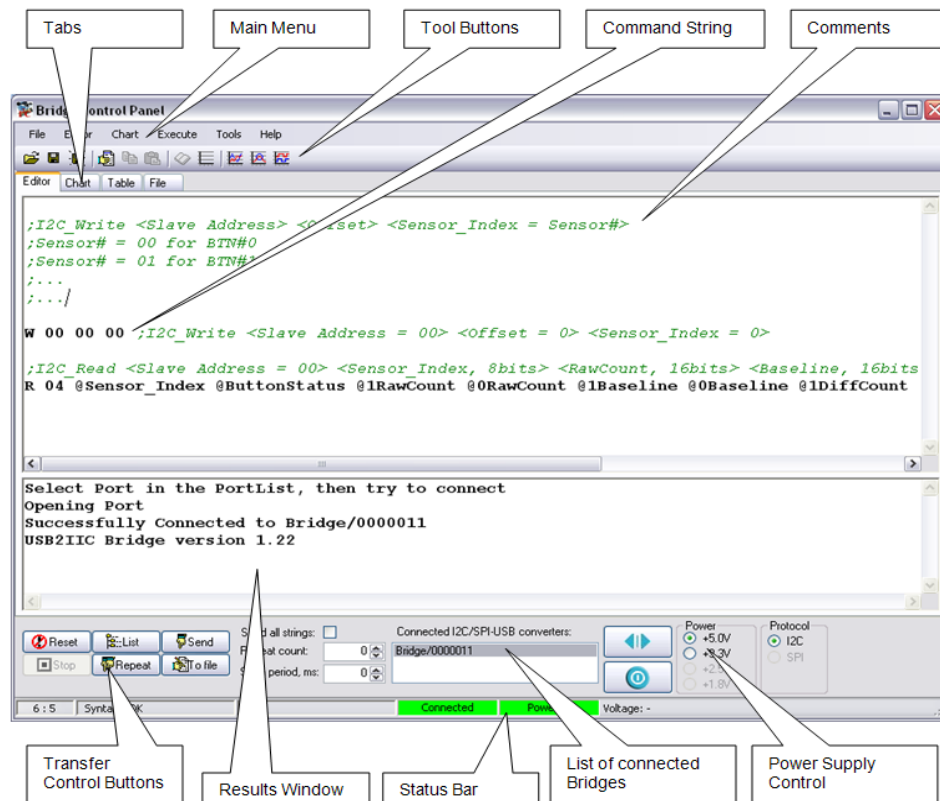 Tabs
Main Menu
Tool Buttons
Command String
Comments
Bridge Control Panel
File Editor Chart Execute Tools Help
Editor Chart Table File
;I2C_Write <Slave Address> <Offset> <Sensor_Index = Sensor#>
;Sensor# = 00 for BTN#0
;Sensor# = 01 for BTN#1
;...
;...
W 00 00 00 ;I2C_Write <Slave Address = 00> <Offset = 0> <Sensor_Index = 0>
;I2C_Read <Slave Address = 00> <Sensor_Index, 8bits> <RawCount, 16bits> <Baseline, 16bits
R 04 @Sensor_Index @ButtonStatus @1RawCount @0RawCount @1Baseline @0Baseline @1DiffCount
Select Port in the PortList, then try to connect
Opening Port
Successfully Connected to Bridge/0000011
USB2IIC Bridge version 1.22
Reset List Send
Stop Repeat To file
Send all strings:
Repeat count: 0
period, ms: 0
Connected I2C/SPI-USB converters:
Bridge/0000011
Power
+5.0V
+3.3V
+1.8V
Protocol
I2C
SPI
6 : 5 Syntax OK Connected Voltage: -
Transfer
Control Buttons
Results Window
Status Bar
List of connected
Bridges
Power Supply
Control